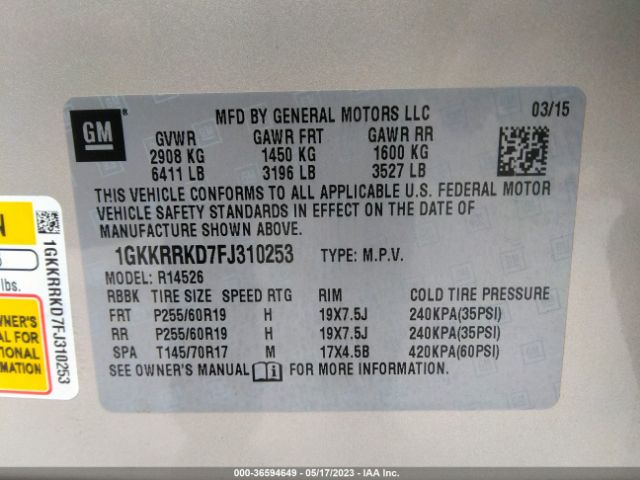 GM
MFD BY GENERAL MOTORS LLC
03/15
GVWR GAWR FRT GAWR RR
2908 KG 1450 KG 1600 KG
6411 LB 3196 LB 3527 LB
THIS VEHICLE CONFORMS TO ALL APPLICABLE U.S. FEDERAL MOTOR
VEHICLE SAFETY STANDARDS IN EFFECT ON THE DATE OF
MANUFACTURE SHOWN ABOVE.
1GKKRRKD7FJ310253 TYPE: M.P.V.
MODEL: R14526
RBBK TIRE SIZE SPEED RTG RIM COLD TIRE PRESSURE
FRT P255/60R19 H 19X7.5J 240KPA(35PSI)
RR P255/60R19 H 19X7.5J 240KPA(35PSI)
SPA T145/70R17 M 17X4.5B 420KPA(60PSI)
SEE OWNER'S MANUAL FOR MORE INFORMATION.
lbs.
1GKKRRKD7FJ310253
000-36594649 - 05/17/2023 - IAA Inc.